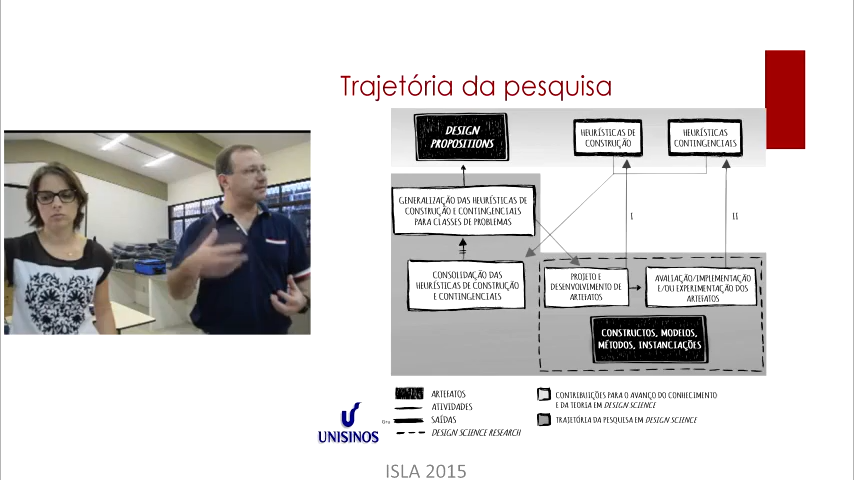 Trajetória da pesquisa
DESIGN
PROPOSITIONS
HEURÍSTICAS DE
CONSTRUÇÃO
HEURÍSTICAS
CONTINGENCIAIS
GENERALIZAÇÃO DAS HEURÍSTICAS DE
CONSTRUÇÃO E CONTINGENCIAIS
PARA CLASSES DE PROBLEMAS
I
II
CONSOLIDAÇÃO DAS
HEURÍSTICAS DE CONSTRUÇÃO
E CONTINGENCIAIS
PROJETO E
DESENVOLVIMENTO DE
ARTEFATOS
AVALIAÇÃO/IMPLEMENTAÇÃO
E/OU EXPERIMENTAÇÃO DOS
ARTEFATOS
CONSTRUCTOS, MODELOS,
MÉTODOS, INSTANCIAÇÕES
ARTEFATOS
ATIVIDADES
SAÍDAS
DESIGN SCIENCE RESEARCH
CONTRIBUIÇÕES PARA O AVANÇO DO CONHECIMENTO
E DA TEORIA EM DESIGN SCIENCE
TRAJETÓRIA DA PESQUISA EM DESIGN SCIENCE
UNISINOS
ISLA 2015